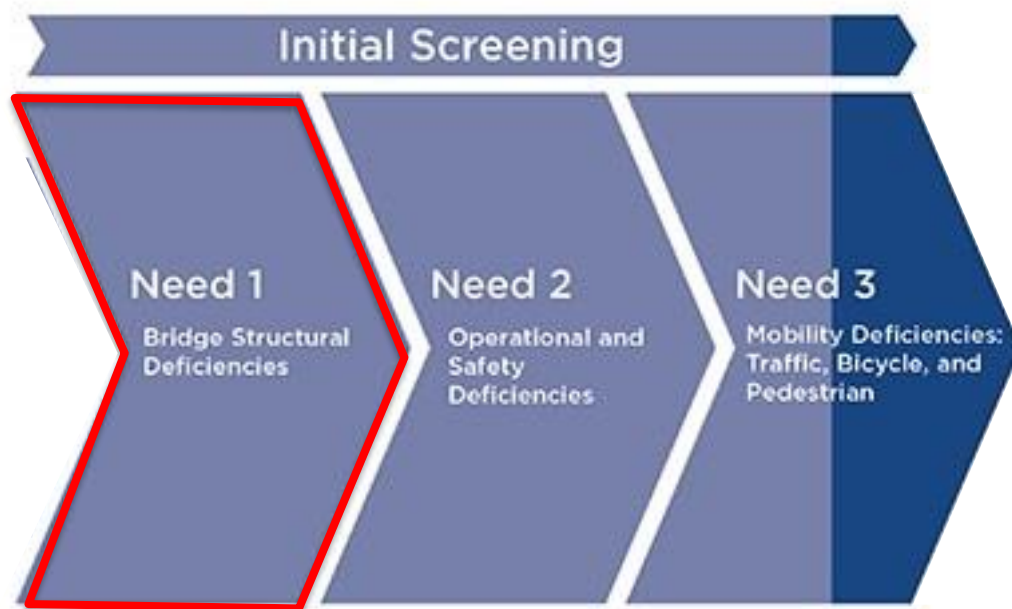 Initial Screening
Need 1
Bridge Structural
Deficiencies
Need 2
Operational and
Safety
Deficiencies
Need 3
Mobility Deficiencies:
Traffic, Bicycle, and
Pedestrian